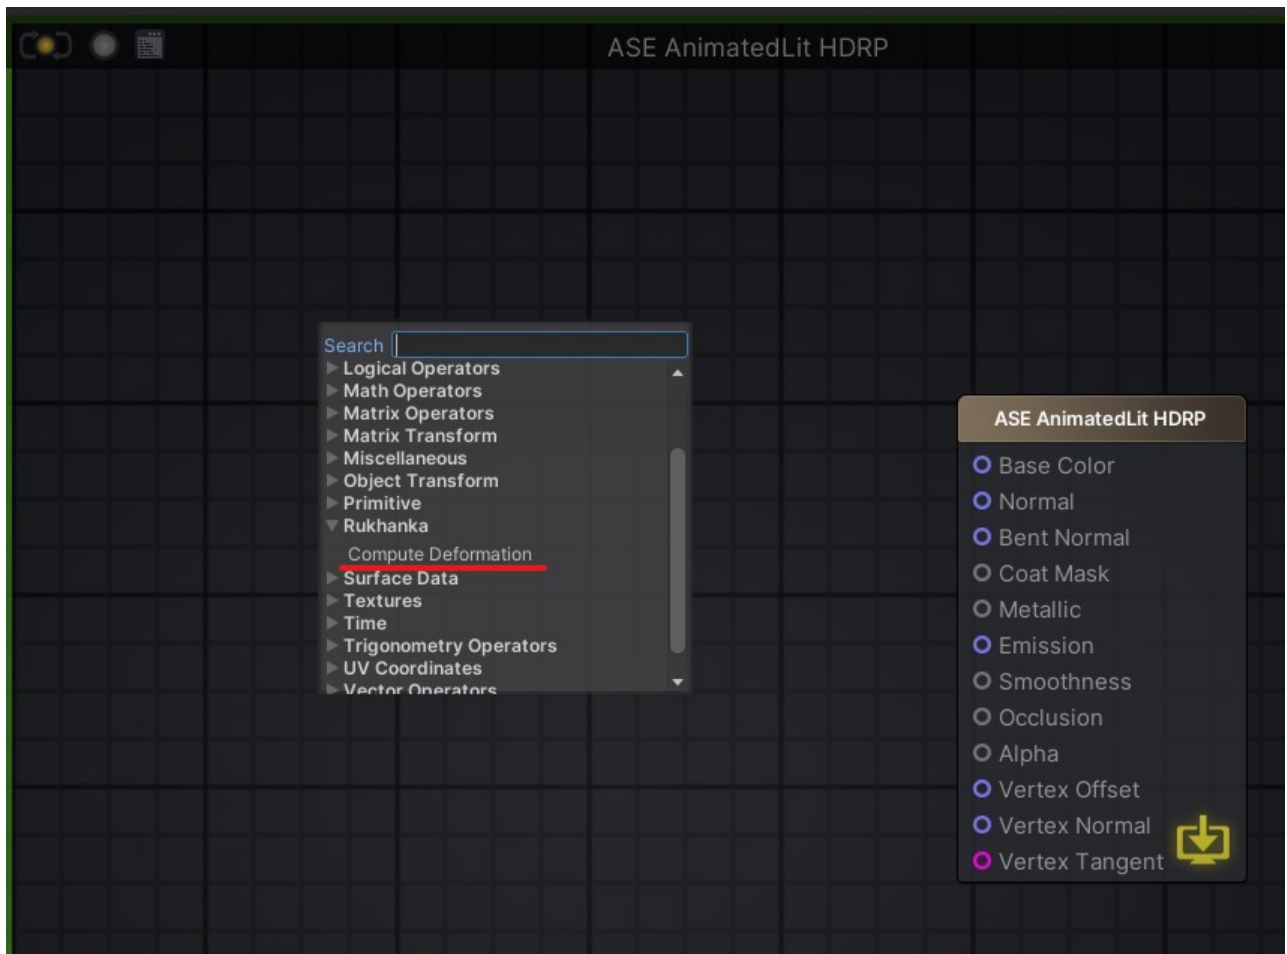 ASE AnimatedLit HDRP
Search
Logical Operators
Math Operators
Matrix Operators
Matrix Transform
Miscellaneous
Object Transform
Primitive
Rukhanka
Compute Deformation
Surface Data
Textures
Time
Trigonometry Operators
UV Coordinates
Vector Operators
ASE AnimatedLit HDRP
Base Color
Normal
Bent Normal
Coat Mask
Metallic
Emission
Smoothness
Occlusion
Alpha
Vertex Offset
Vertex Normal
Vertex Tangent